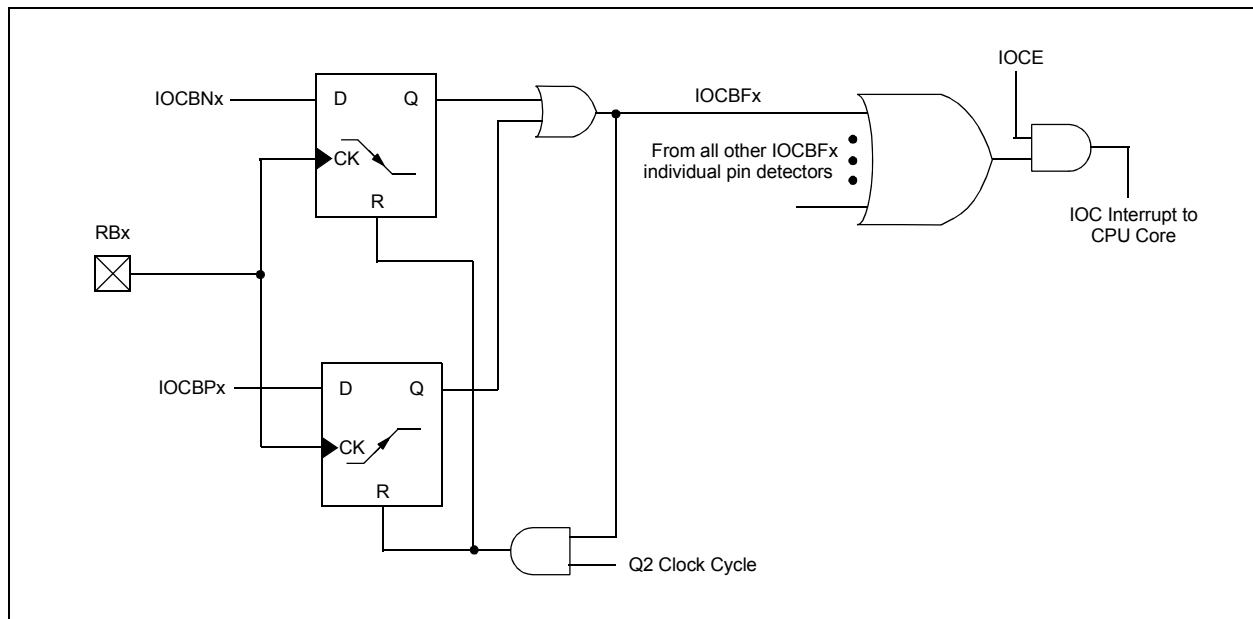 IOCE
IOCBNx
D
Q
IOCBFx
CK
From all other IOCBFx
individual pin detectors
R
IOC Interrupt to
CPU Core
RBx
IOCBPx
D
Q
CK
R
Q2 Clock Cycle